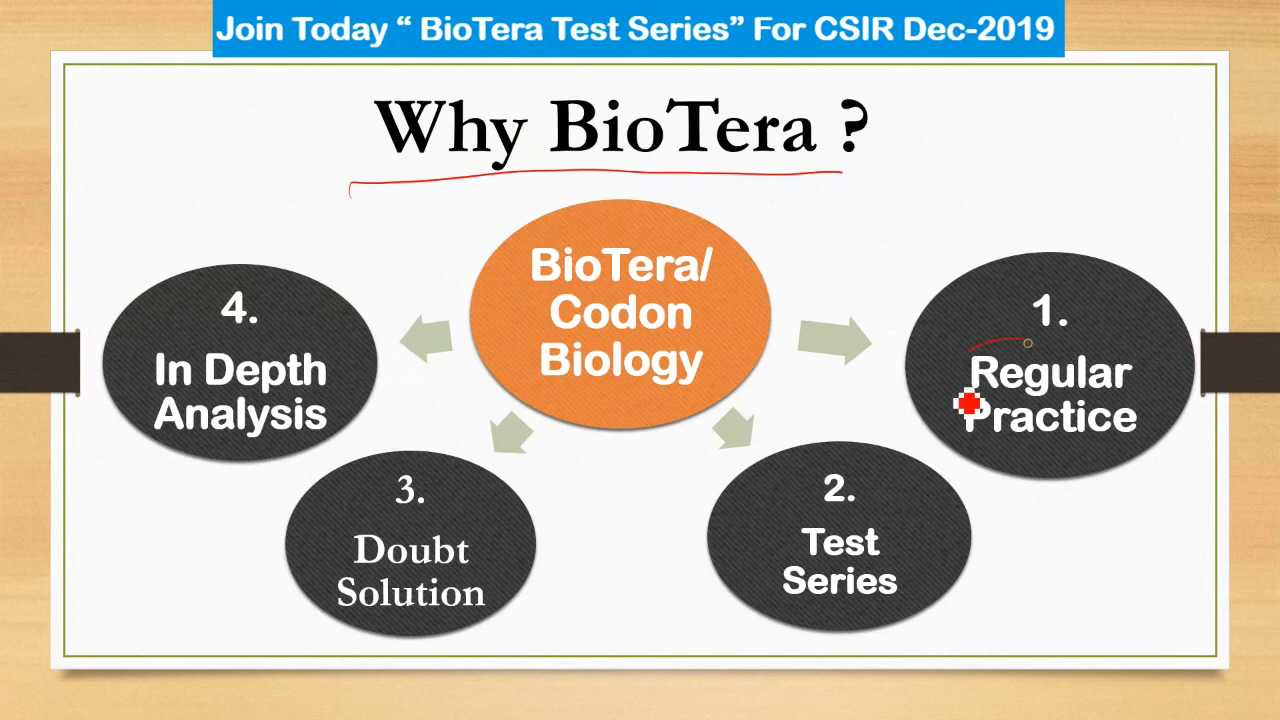 Join Today “ BioTera Test Series” For CSIR Dec-2019
Why BioTera ?
BioTera/
Codon
Biology
1.
Regular
Practice
2.
Test
Series
3.
Doubt
Solution
4.
In Depth
Analysis